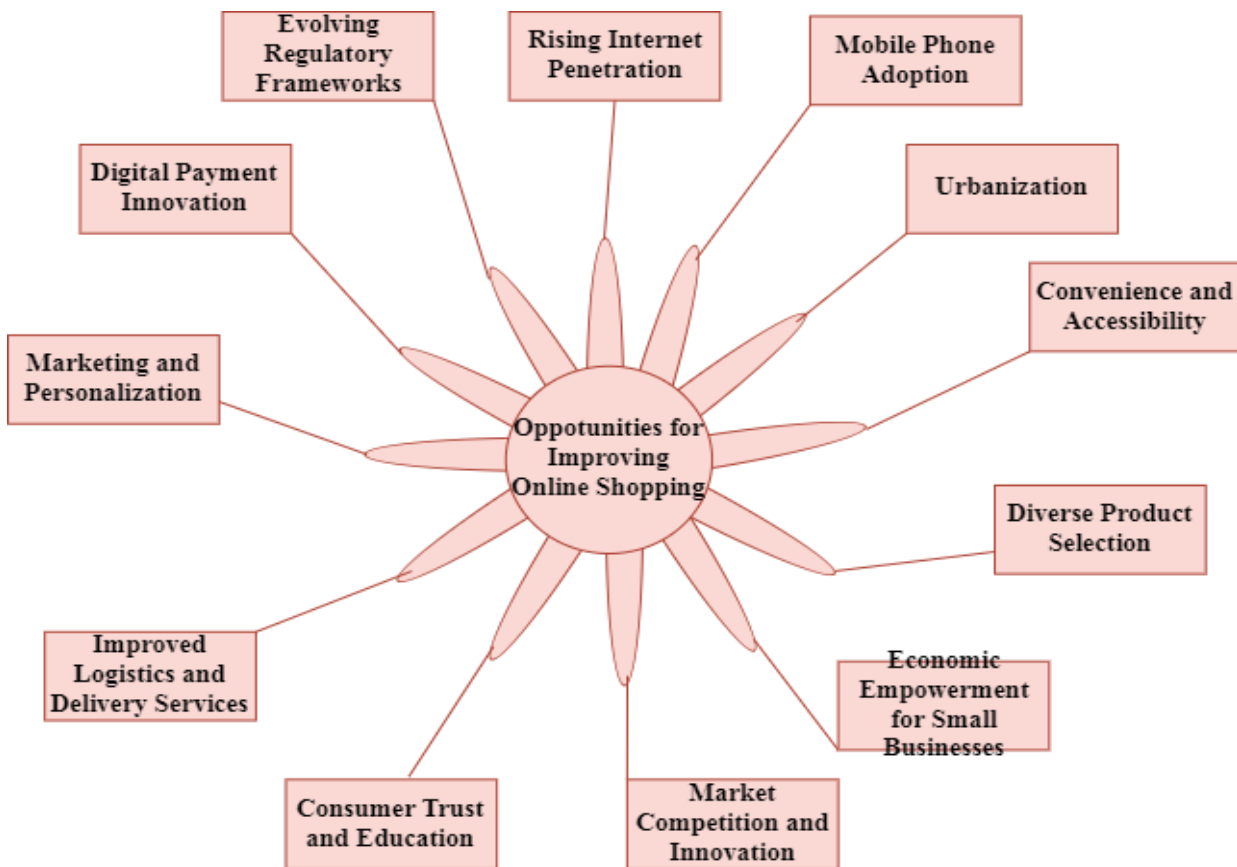 Evolving
Regulatory
Frameworks
Rising Internet
Penetration
Mobile Phone
Adoption
Digital Payment
Innovation
Urbanization
Convenience and
Accessibility
Marketing and
Personalization
Oppotunities for
Improving
Online Shopping
Diverse Product
Selection
Improved
Logistics and
Delivery Services
Economic
Empowerment
for Small
Businesses
Consumer Trust
and Education
Market
Competition and
Innovation